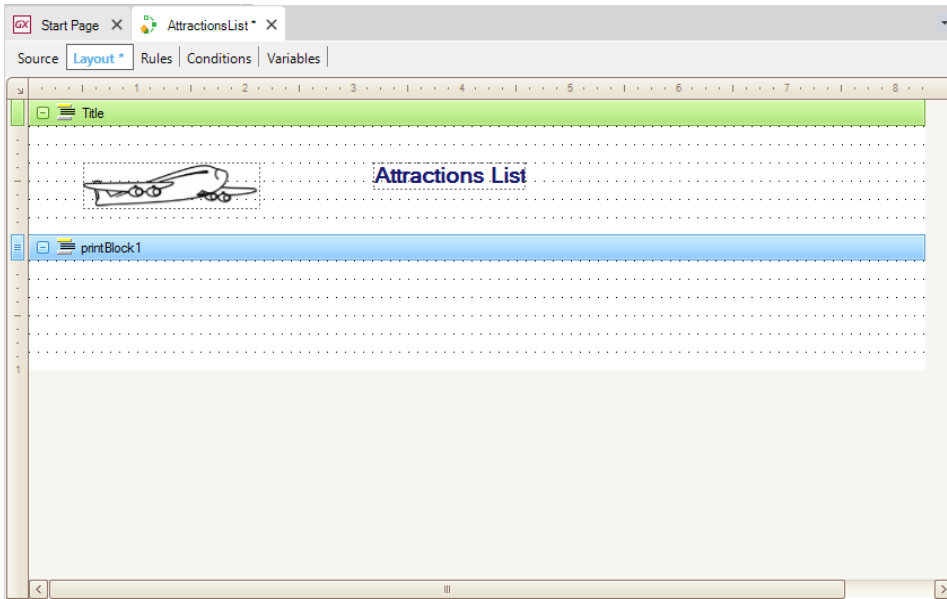 GX Start Page AttractionsList *
Source Layout * Rules Conditions Variables
1 2 3 4 5 6 7 8
Title
Attractions List
printBlock1
1